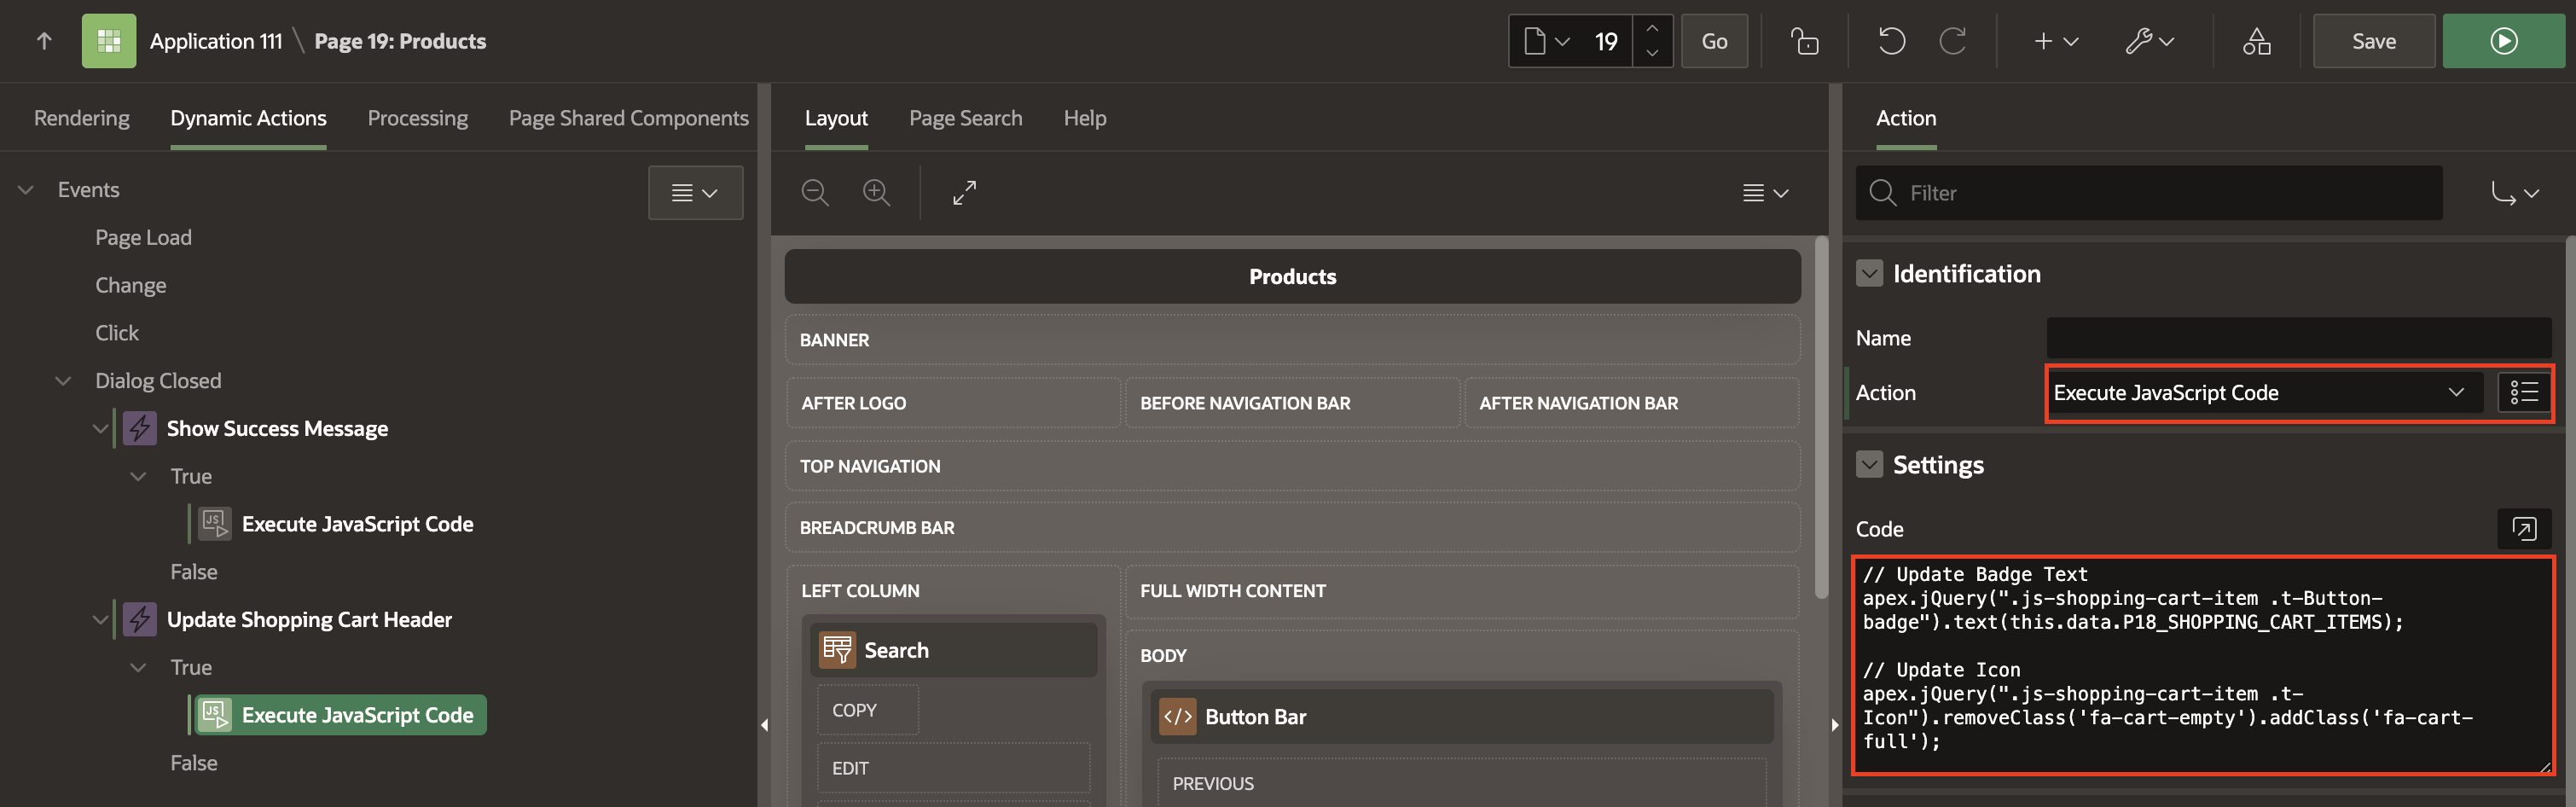 Application 111 \ Page 19: Products
19
Go
Save
Rendering
Dynamic Actions
Processing
Page Shared Components
Events
Page Load
Change
Click
Dialog Closed
Show Success Message
True
Execute JavaScript Code
False
Update Shopping Cart Header
True
Execute JavaScript Code
False
Layout
Page Search
Help
Products
BANNER
AFTER LOGO
BEFORE NAVIGATION BAR
AFTER NAVIGATION BAR
TOP NAVIGATION
BREADCRUMB BAR
LEFT COLUMN
Search
COPY
EDIT
FULL WIDTH CONTENT
BODY
Button Bar
PREVIOUS
Action
Filter
Identification
Name
Action
Execute JavaScript Code
Settings
Code
// Update Badge Text
apex.jQuery(".js-shopping-cart-item .t-Button-
badge").text(this.data.P18_SHOPPING_CART_ITEMS);
// Update Icon
apex.jQuery(".js-shopping-cart-item .t-
Icon").removeClass('fa-cart-empty').addClass('fa-cart-
full');